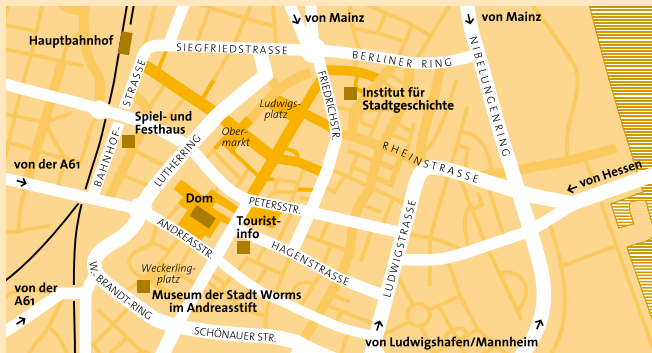 von Mainz
von Mainz
Hauptbahnhof
SIEGFRIEDSTRASSE
BERLINER RING
NIBELUNGENRING
BAHNHOF-
STRASSE
FRIEDRICHSTR.
Institut für
Stadtgeschichte
Ludwigs-
platz
Spiel- und
Festhaus
Ober-
markt
LUTHERRING
RHEINSTRASSE
von der A61
von Hessen
Dom
PETERSSTR.
Tourist-
info
ANDREASSTR.
HAGENSTRASSE
LUDWIGSTRASSE
Weckerling-
platz
W.-BRANDT-RING
von der
A61
Museum der Stadt Worms
im Andreasstift
SCHÖNAUER STR.
von Ludwigshafen/Mannheim